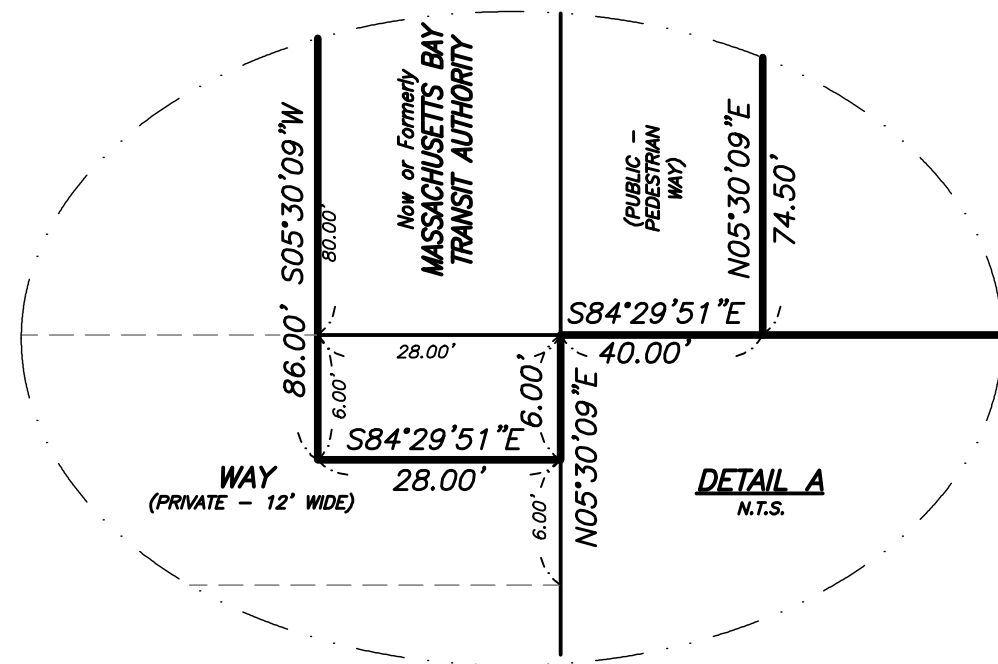 86.00' S05°30'09"W
80.00'
Now or Formerly
MASSACHUSETTS BAY
TRANSIT AUTHORITY
(PUBLIC -
PEDESTRIAN
WAY)
N05°30'09"E
74.50'
S84°29'51"E
40.00'
28.00'
6.00'
6.00'
N05°30'09"E
S84°29'51"E
28.00'
WAY
(PRIVATE - 12' WIDE)
6.00'
DETAIL A
N.T.S.